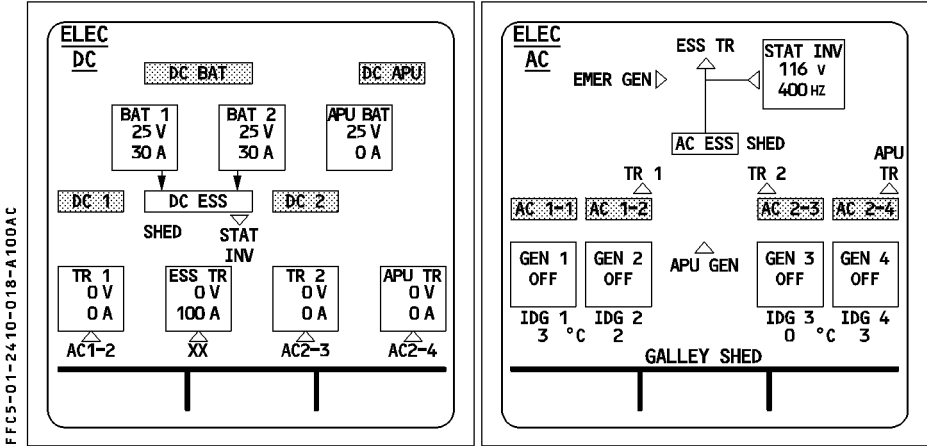 ELEC
DC
DC BAT
DC APU
BAT 1
25 V
30 A
BAT 2
25 V
30 A
APU BAT
25 V
0 A
DC 1
DC ESS
DC 2
SHED
STAT
INV
TR 1
0 V
0 A
ESS TR
0 V
100 A
TR 2
0 V
0 A
APU TR
0 V
0 A
AC1-2
XX
AC2-3
AC2-4
ELEC
AC
ESS TR
EMER GEN
STAT INV
116 V
400 HZ
AC ESS SHED
TR 1
TR 2
APU
TR
AC 1-1
AC 1-2
AC 2-3
AC 2-4
GEN 1
OFF
GEN 2
OFF
APU GEN
GEN 3
OFF
GEN 4
OFF
IDG 1
IDG 2
IDG 3
IDG 4
3 °C 2
0 °C 3
GALLEY SHED
FFC5-01-2410-018-A100AC